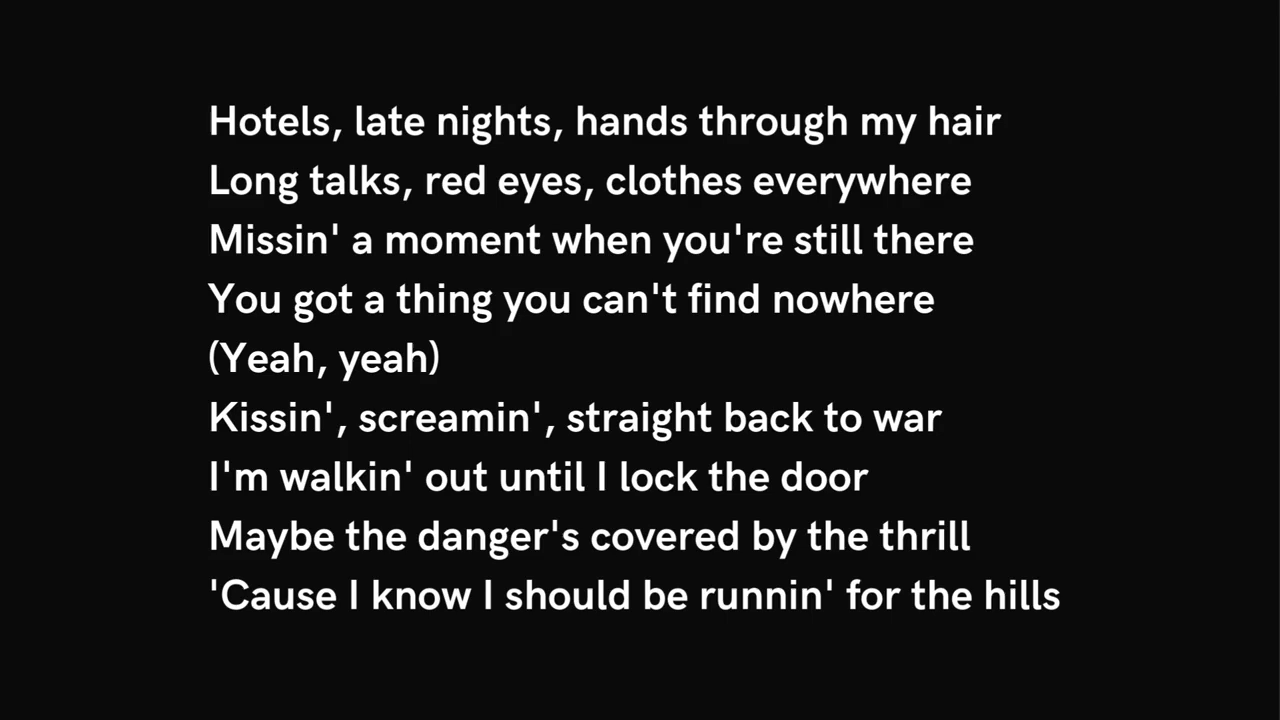 Hotels, late nights, hands through my hair
Long talks, red eyes, clothes everywhere
Missin' a moment when you're still there
You got a thing you can't find nowhere
(Yeah, yeah)
Kissin', screamin', straight back to war
I'm walkin' out until I lock the door
Maybe the danger's covered by the thrill
'Cause I know I should be runnin' for the hills